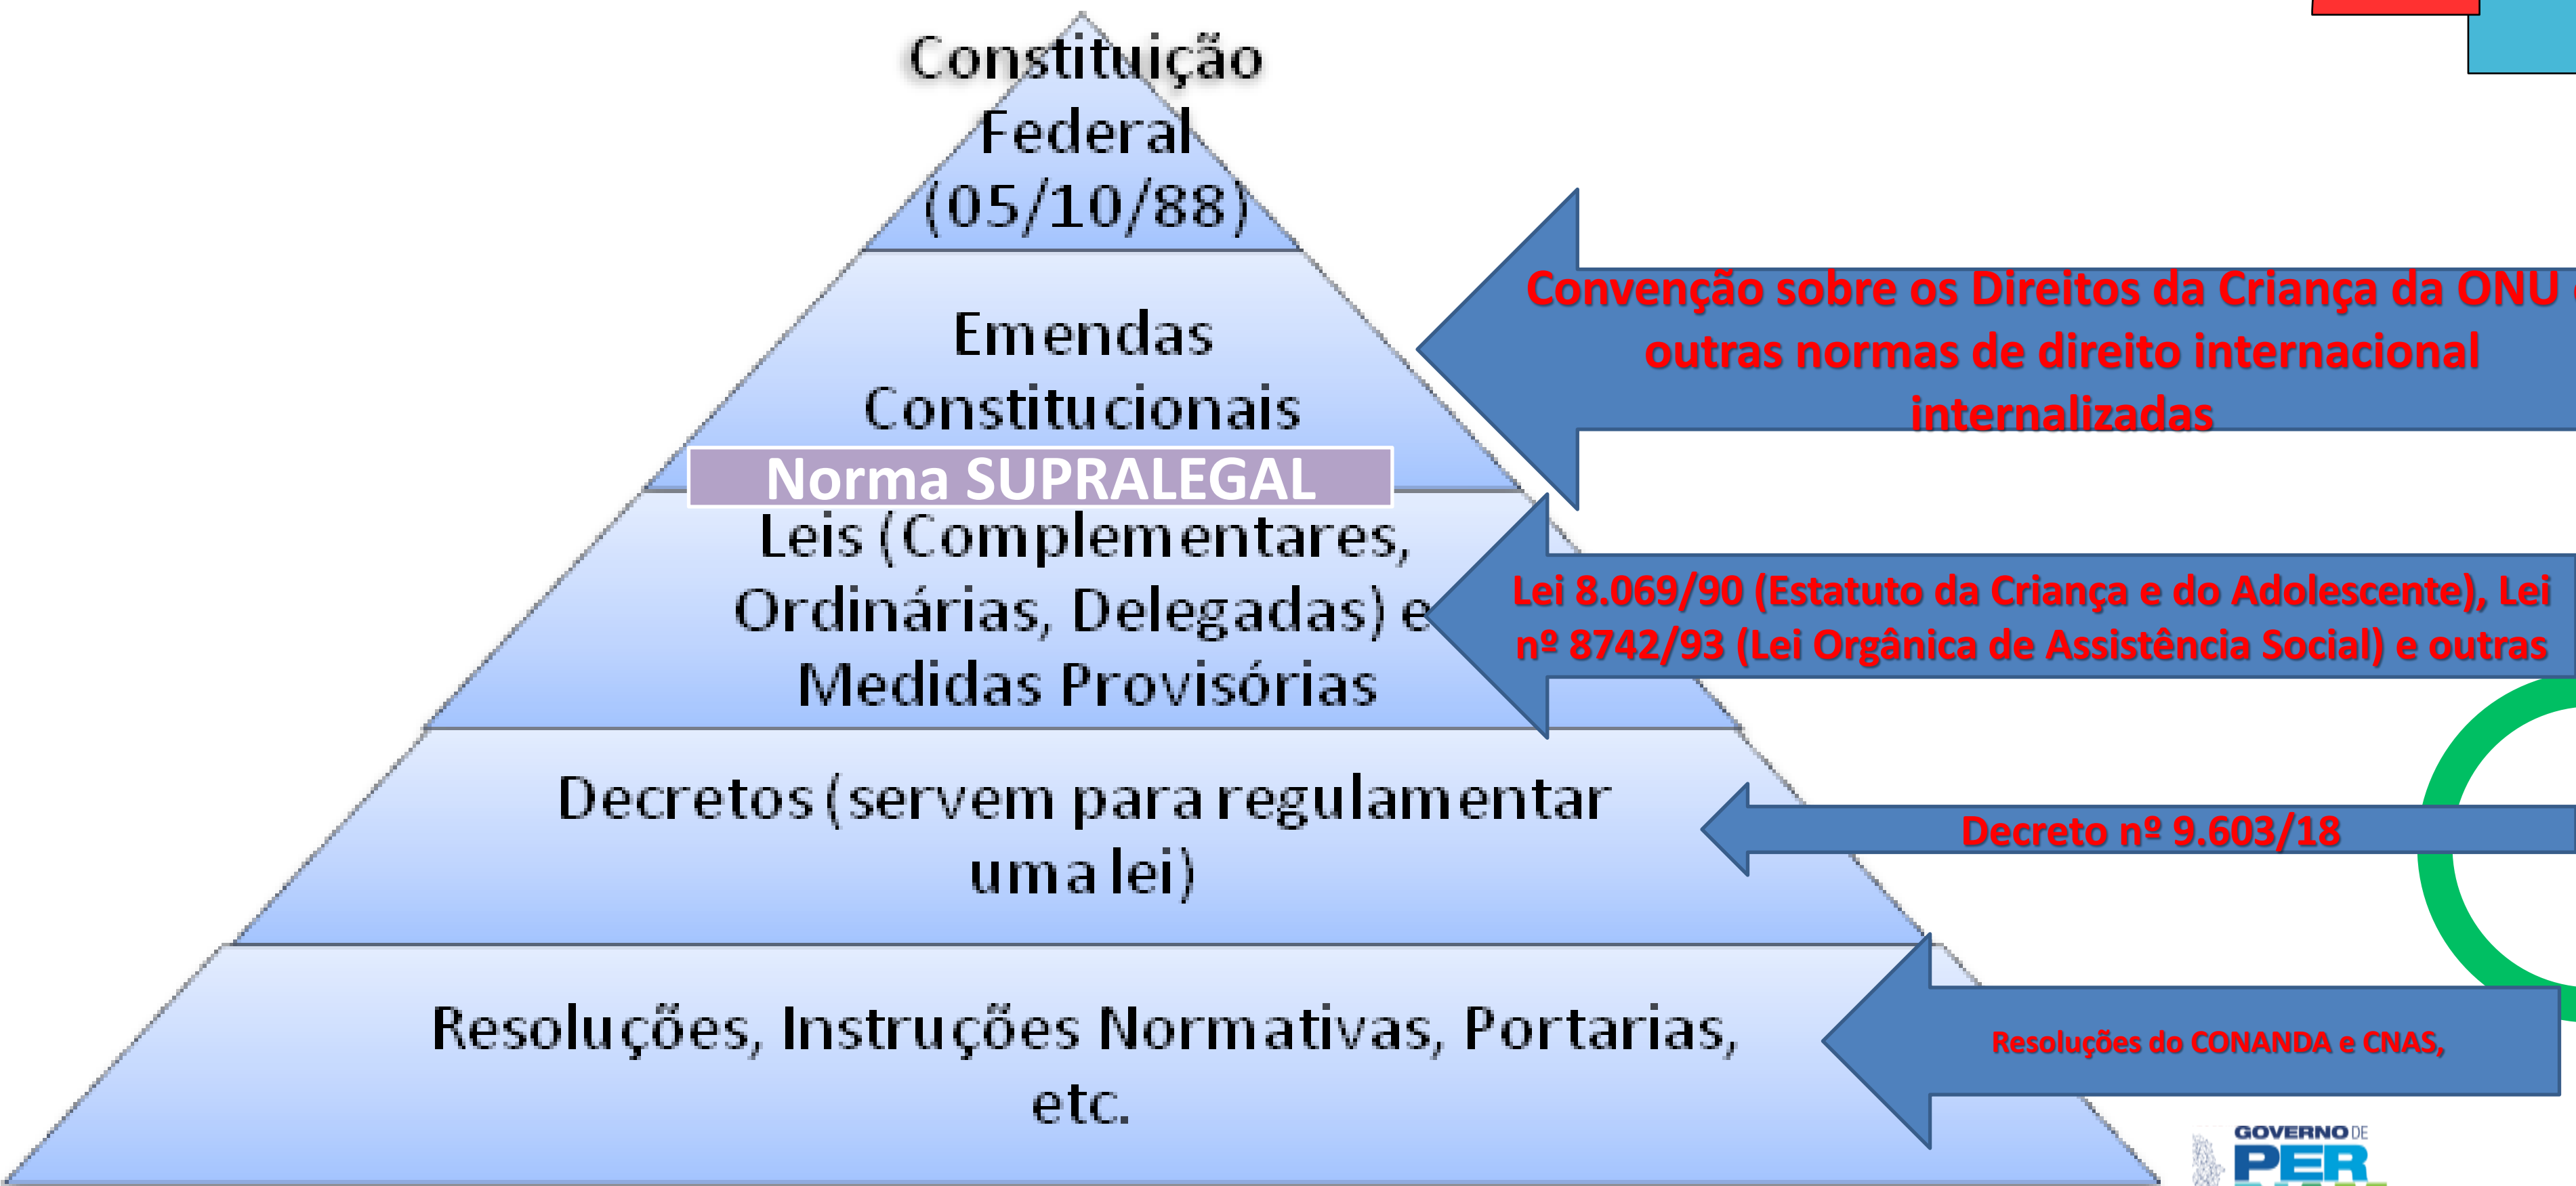 Constituição
Federal
(05/10/88)
Convenção sobre os Direitos da Criança da ONU
outras normas de direito internacional
internalizadas
Emendas
Constitucionais
Norma SUPRALEGAL
Leis (Complementares,
Ordinárias, Delegadas) e
Medidas Provisórias
Lei 8.069/90 (Estatuto da Criança e do Adolescente), Lei
nº 8742/93 (Lei Orgânica de Assistência Social) e outras
Decretos (servem para regulamentar
uma lei)
Decreto nº 9.603/18
Resoluções, Instruções Normativas, Portarias,
etc.
Resoluções do CONANDA e CNAS,
GOVERNO DE
PER